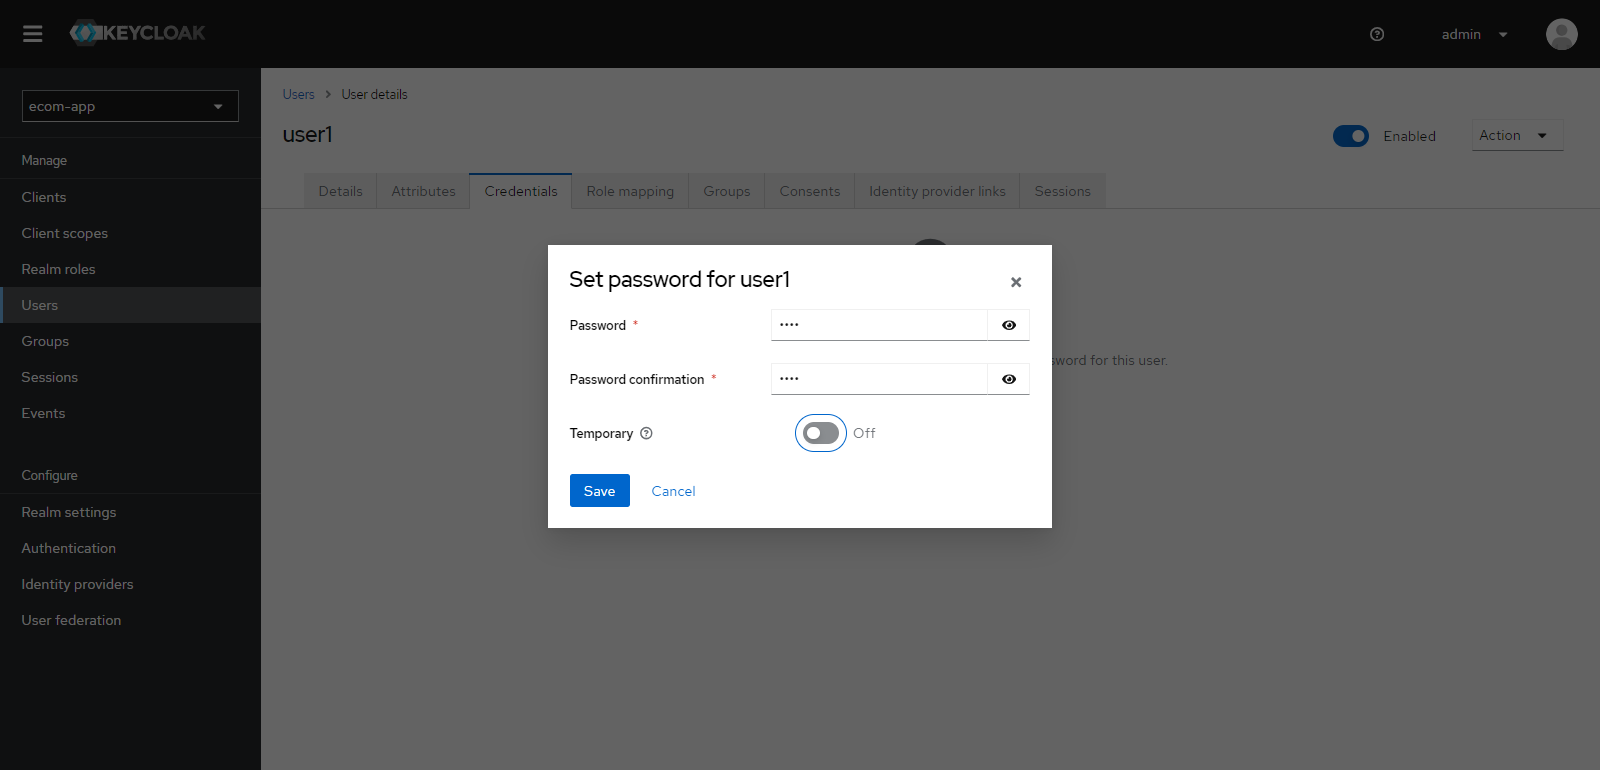 KEYCLOAK
admin
ecom-app
Manage
Clients
Client scopes
Realm roles
Users
Groups
Sessions
Events
Configure
Realm settings
Authentication
Identity providers
User federation
Users > User details
user1
Enabled
Action
Details Attributes Credentials Role mapping Groups Consents Identity provider links Sessions
for this user.
Set password for user1
Password *
••••
Password confirmation *
••••
Temporary
Off
Save Cancel